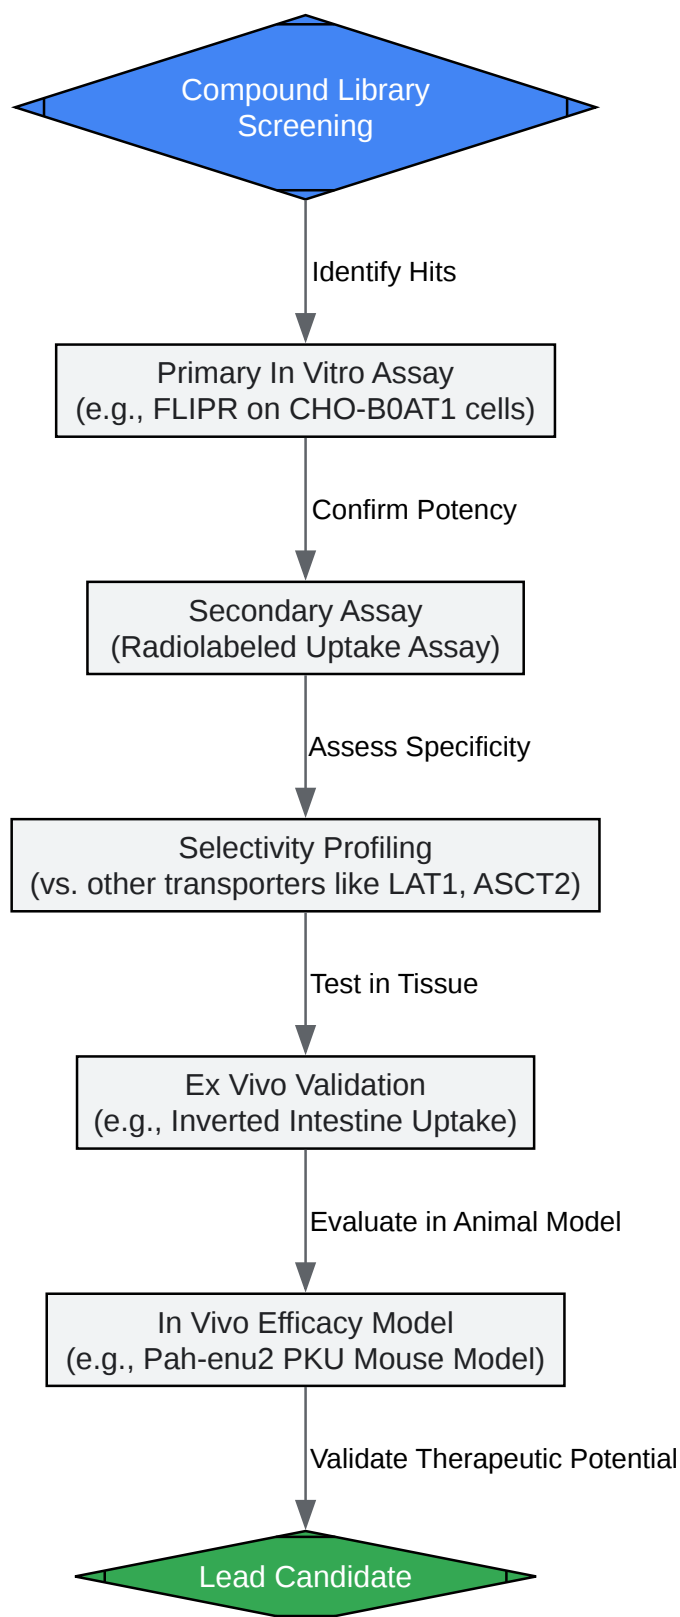 Compound Library
Screening
Identify Hits
Primary In Vitro Assay
(e.g., FLIPR on CHO-B0AT1 cells)
Confirm Potency
Secondary Assay
(Radiolabeled Uptake Assay)
Assess Specificity
Selectivity Profiling
(vs. other transporters like LAT1, ASCT2)
Test in Tissue
Ex Vivo Validation
(e.g., Inverted Intestine Uptake)
Evaluate in Animal Model
In Vivo Efficacy Model
(e.g., Pah-enu2 PKU Mouse Model)
Validate Therapeutic Potential
Lead Candidate